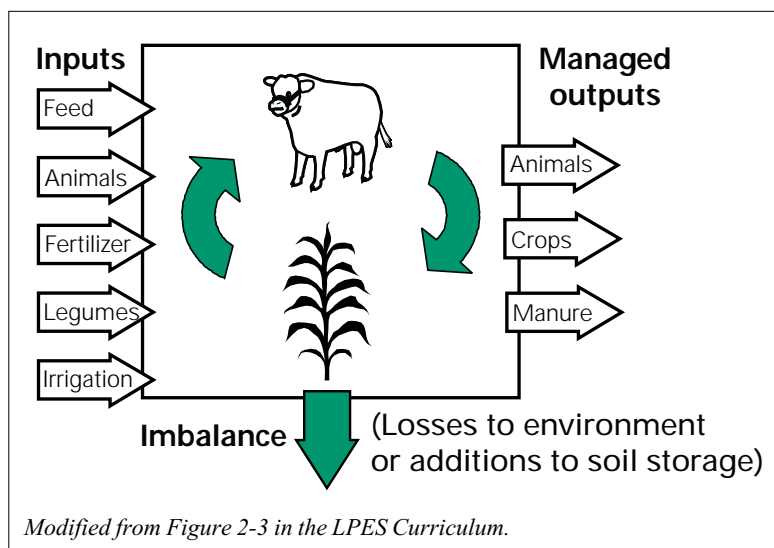 Inputs
Feed
Animals
Fertilizer
Legumes
Irrigation
Managed
outputs
Animals
Crops
Manure
Imbalance
(Losses to environment
or additions to soil storage)
Modified from Figure 2-3 in the LPES Curriculum.